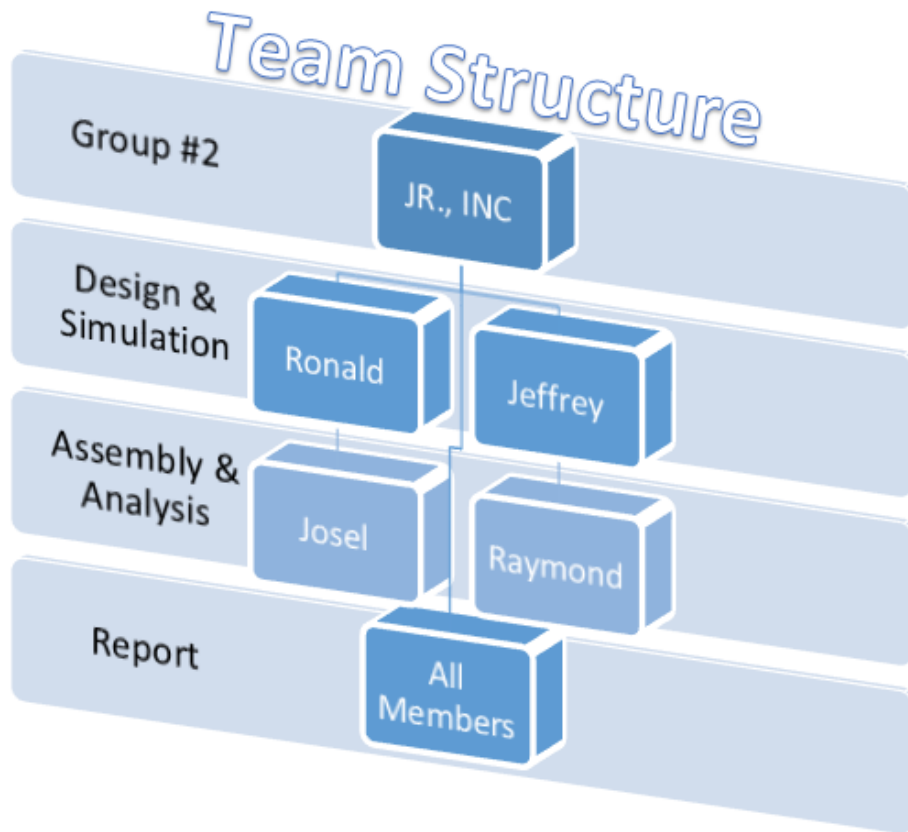 Team Structure
Group #2
JR., INC
Design &
Simulation
Ronald
Jeffrey
Assembly &
Analysis
Josel
Raymond
Report
All
Members